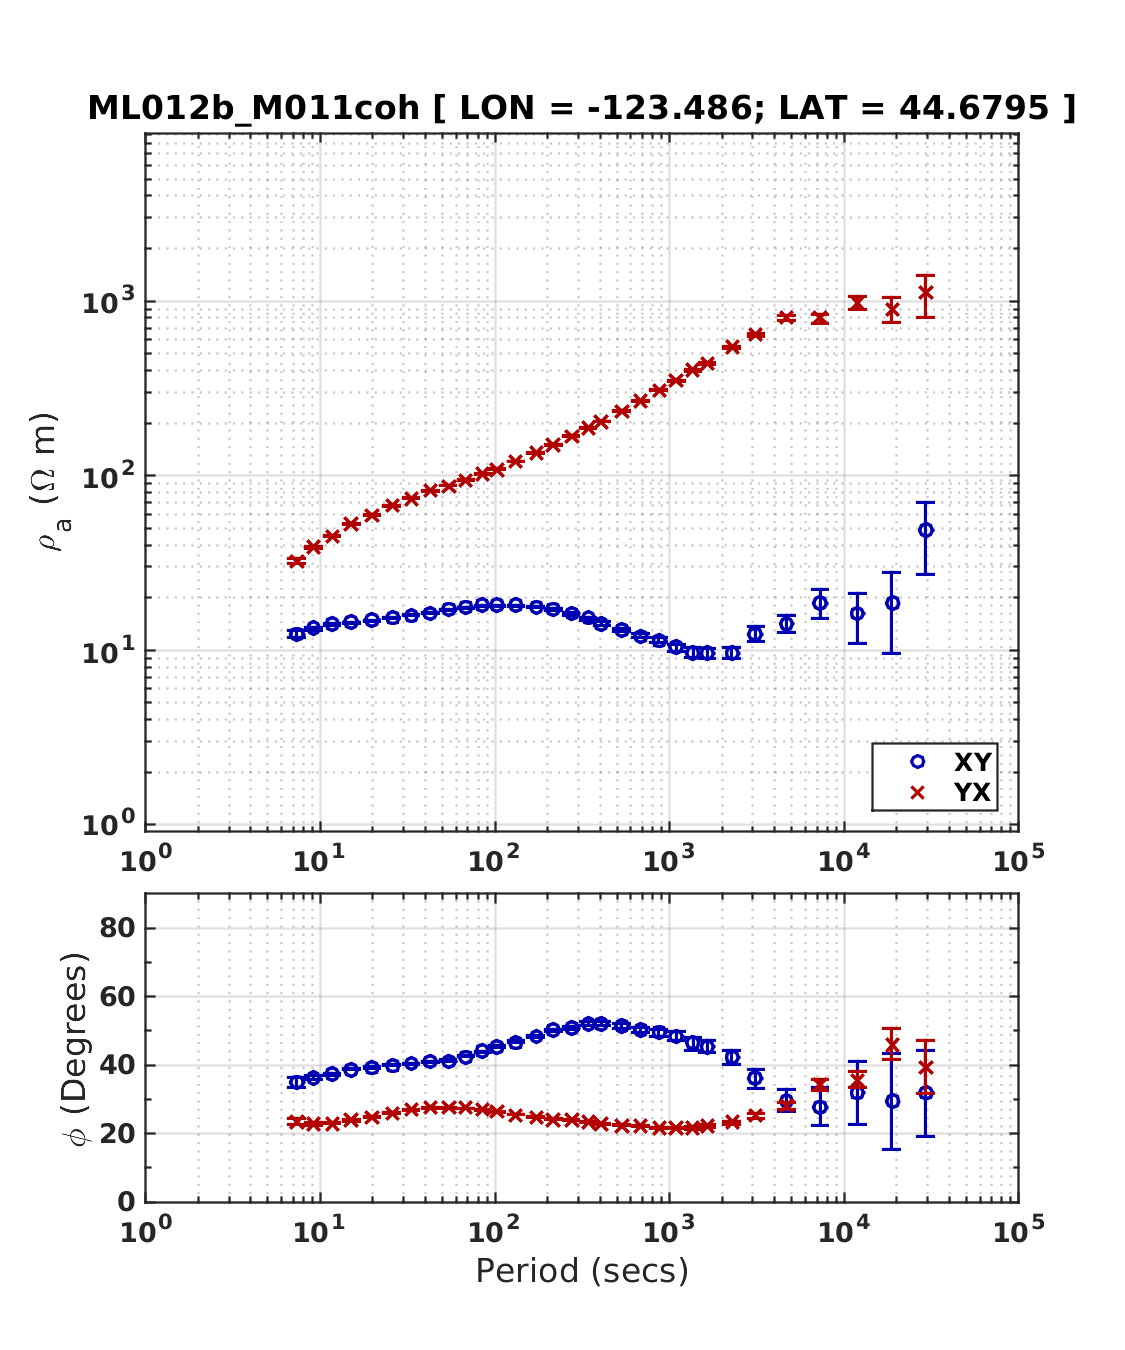 ML012b_M011coh [ LON = -123.486; LAT = 44.6795 ]
10³
10²
10¹
10⁰
ρₐ (Ω m)
XY
YX
10⁰ 10¹ 10² 10³ 10⁴ 10⁵
80
60
40
20
0
ϕ (Degrees)
10⁰ 10¹ 10² 10³ 10⁴ 10⁵
Period (secs)